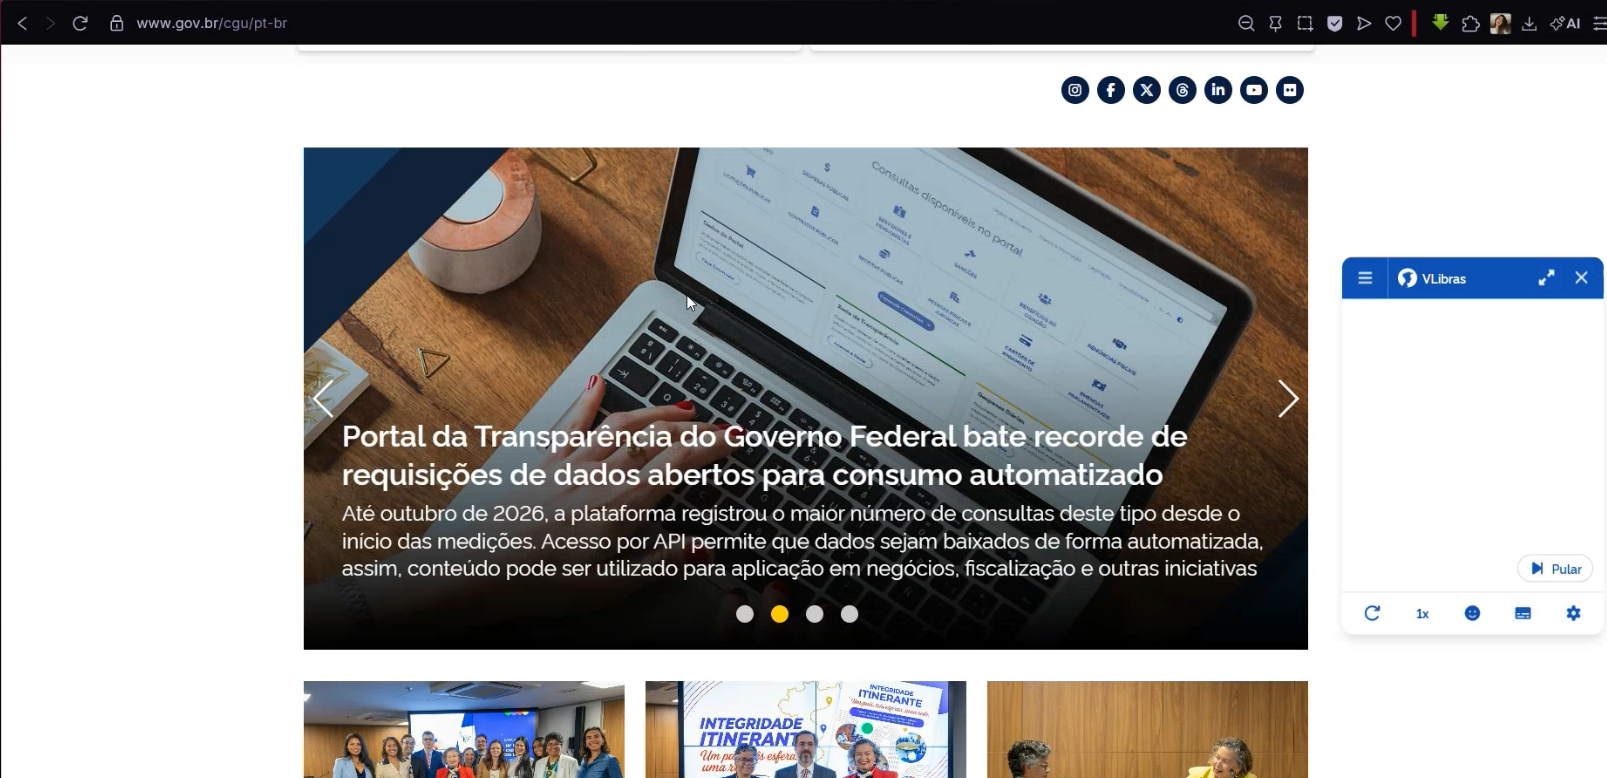 www.gov.br/cgu/pt-br
AI
Consultas disponíveis no portal
VLibras
Portal da Transparência do Governo Federal bate recorde de
requisições de dados abertos para consumo automatizado
Até outubro de 2026, a plataforma registrou o maior número de consultas deste tipo desde o
início das medições. Acesso por API permite que dados sejam baixados de forma automatizada,
assim, conteúdo pode ser utilizado para aplicação em negócios, fiscalização e outras iniciativas
Pular
1x
INTEGRIDADE
ITINERANTE
INTEGRIDADE
ITINERANT